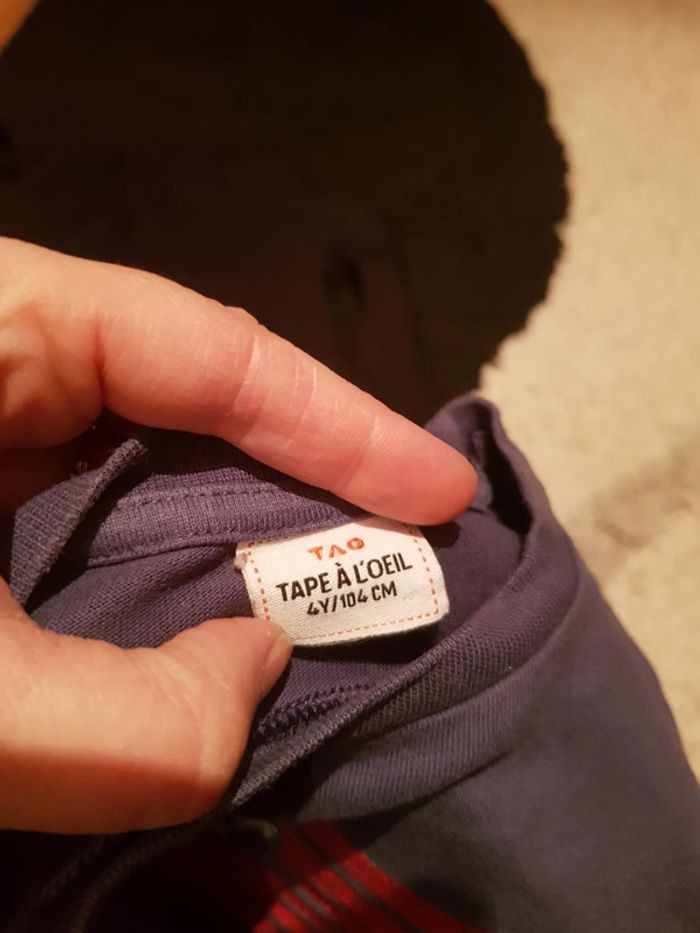 TAO
TAPE À L'OEIL
4Y/104 CM